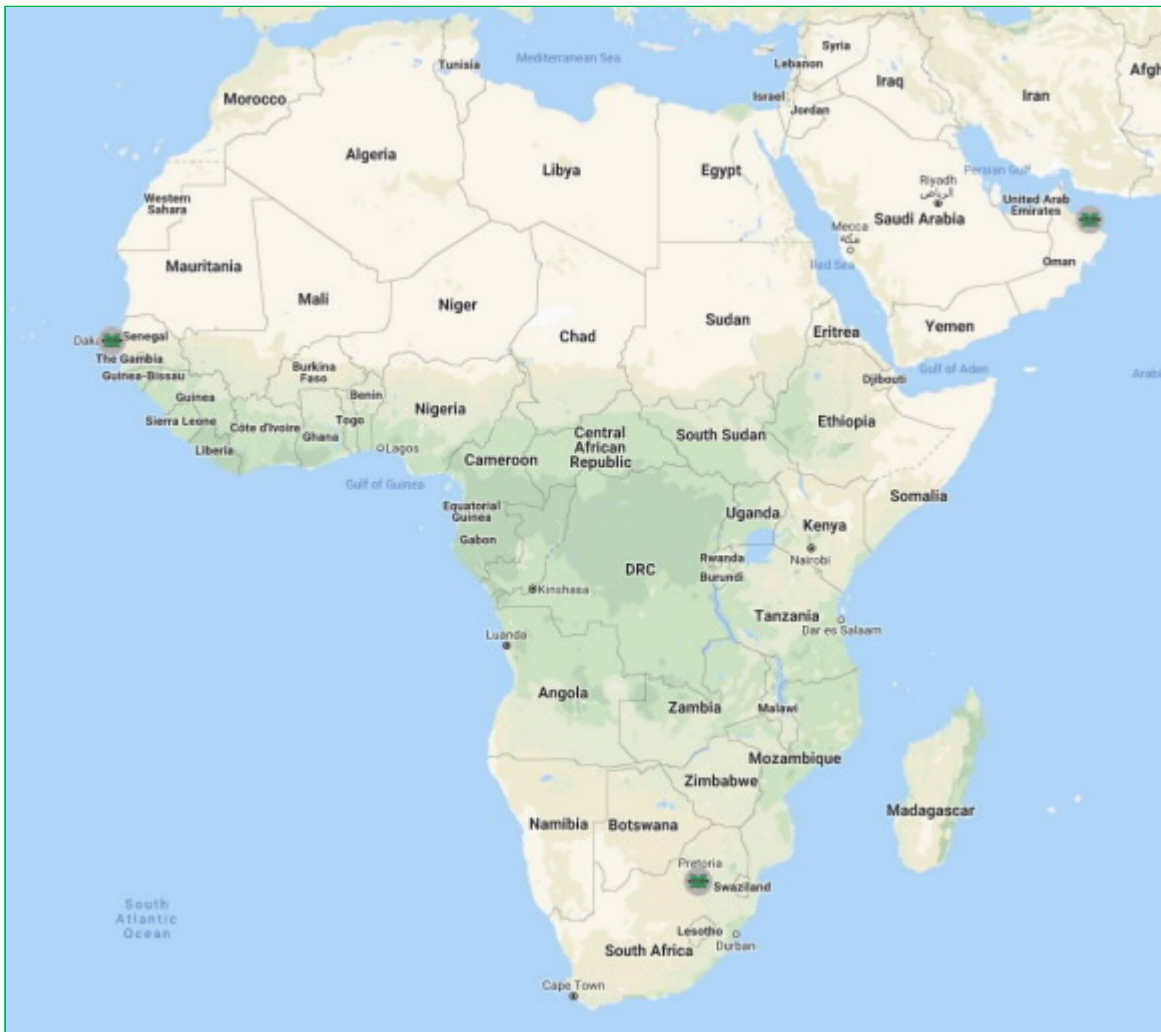 Syria
Mediterranean Sea
Tunisia
Lebanon
Afgh
Iraq
Morocco
Israel
Iran
Jordan
Algeria
Libya
Egypt
Persian Gulf
Riyadh
الرياض
Western
Sahara
United Arab
Emirates
Saudi Arabia
Mecca
مكة
Mauritania
Red Sea
Oman
Mali
Niger
Sudan
Yemen
Chad
Eritrea
Daka
Senegal
The Gambia
Burkina
Faso
Gulf of Aden
Arabi
Guinea-Bissau
Djibouti
Guinea
Benin
Nigeria
Sierra Leone
Côte d'Ivoire
Togo
Ghana
Ethiopia
Central
African
Republic
South Sudan
Liberia
Lagos
Cameroon
Gulf of Guinea
Somalia
Equatorial
Guinea
Uganda
Kenya
Gabon
Rwanda
Nairobi
DRC
Burundi
Kinshasa
Tanzania
Dar es Salaam
Luanda
Angola
Zambia
Malawi
Mozambique
Zimbabwe
Madagascar
Namibia
Botswana
Pretoria
Swaziland
South
Atlantic
Ocean
Lesotho
Durban
South Africa
Cape Town